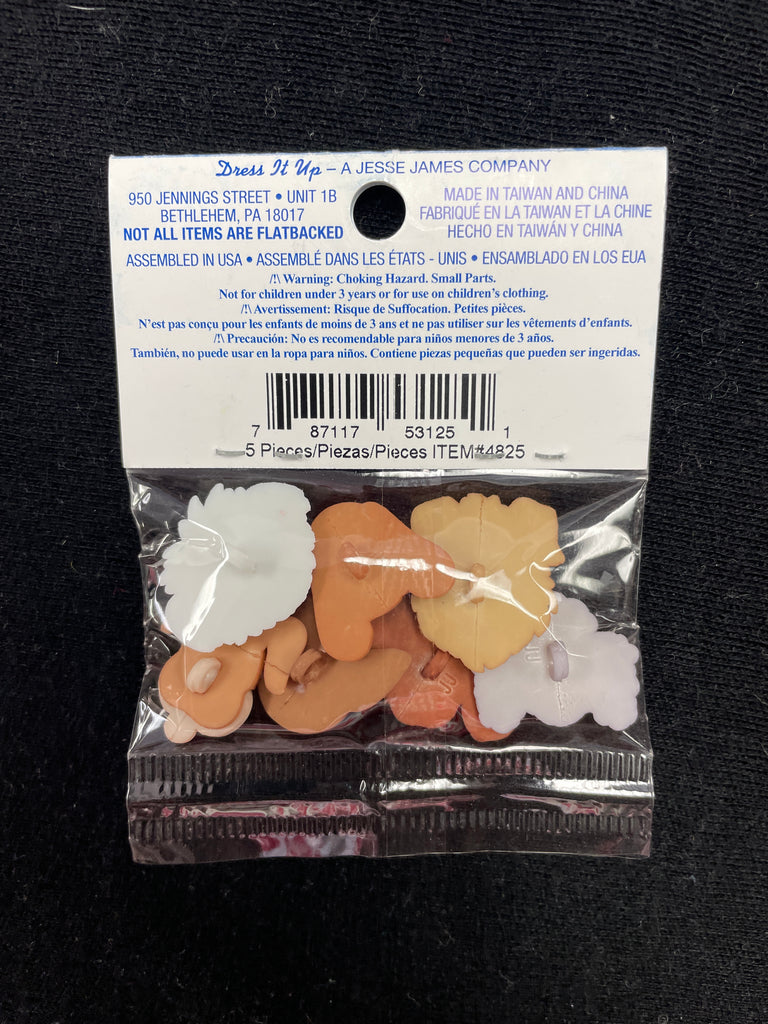 Dress It Up – A JESSE JAMES COMPANY
950 JENNINGS STREET • UNIT 1B
BETHLEHEM, PA 18017
NOT ALL ITEMS ARE FLATBACKED
MADE IN TAIWAN AND CHINA
FABRIQUÉ EN LA TAIWAN ET LA CHINE
HECHO EN TAIWÁN Y CHINA
ASSEMBLED IN USA • ASSEMBLÉ DANS LES ÉTATS - UNIS • ENSAMBLADO EN LOS EUA
/!\ Warning: Choking Hazard. Small Parts.
Not for children under 3 years or for use on children's clothing.
/!\ Avertissement: Risque de Suffocation. Petites pièces.
N'est pas conçu pour les enfants de moins de 3 ans et ne pas utiliser sur les vêtements d'enfants.
/!\ Precaución: No es recomendable para niños menores de 3 años.
También, no puede usar en la ropa para niños. Contiene piezas pequeñas que pueden ser ingeridas.
7 87117 53125 1
5 Pieces/Piezas/Pieces ITEM#4825